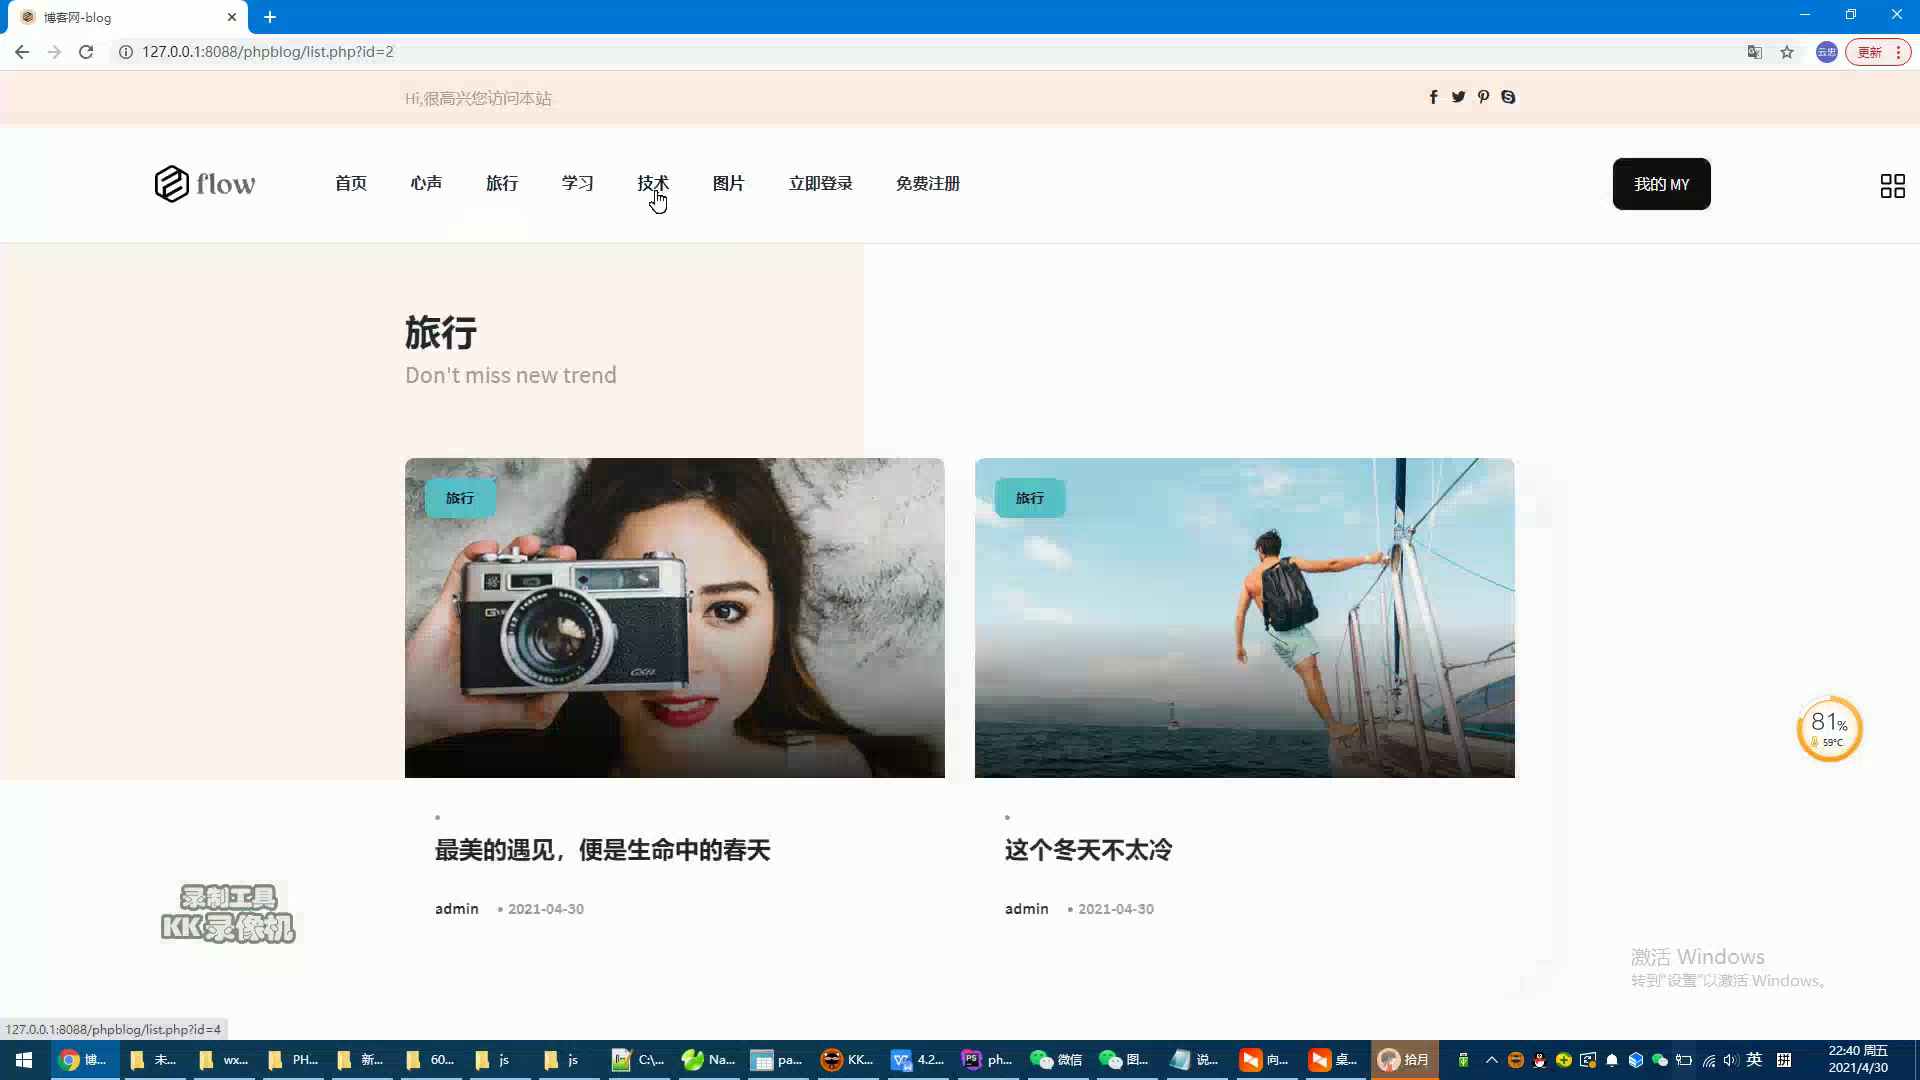 博客网-blog
127.0.0.1:8088/phpblog/list.php?id=2
更新
Hi,很高兴您访问本站
flow
首页
心声
旅行
学习
技术
图片
立即登录
免费注册
我的 MY
旅行
Don't miss new trend
旅行
旅行
最美的遇见，便是生命中的春天
这个冬天不太冷
admin • 2021-04-30
admin • 2021-04-30
81%
59°C
录制工具
KK录像机
激活 Windows
转到"设置"以激活 Windows。
127.0.0.1:8088/phpblog/list.php?id=4
博...
未...
wx...
PH...
新...
60...
js
js
C:\...
Na...
pa...
KK...
4.2...
ph...
微信
图...
说...
向...
桌...
拾月
英
拼
22:40 周五
2021/4/30